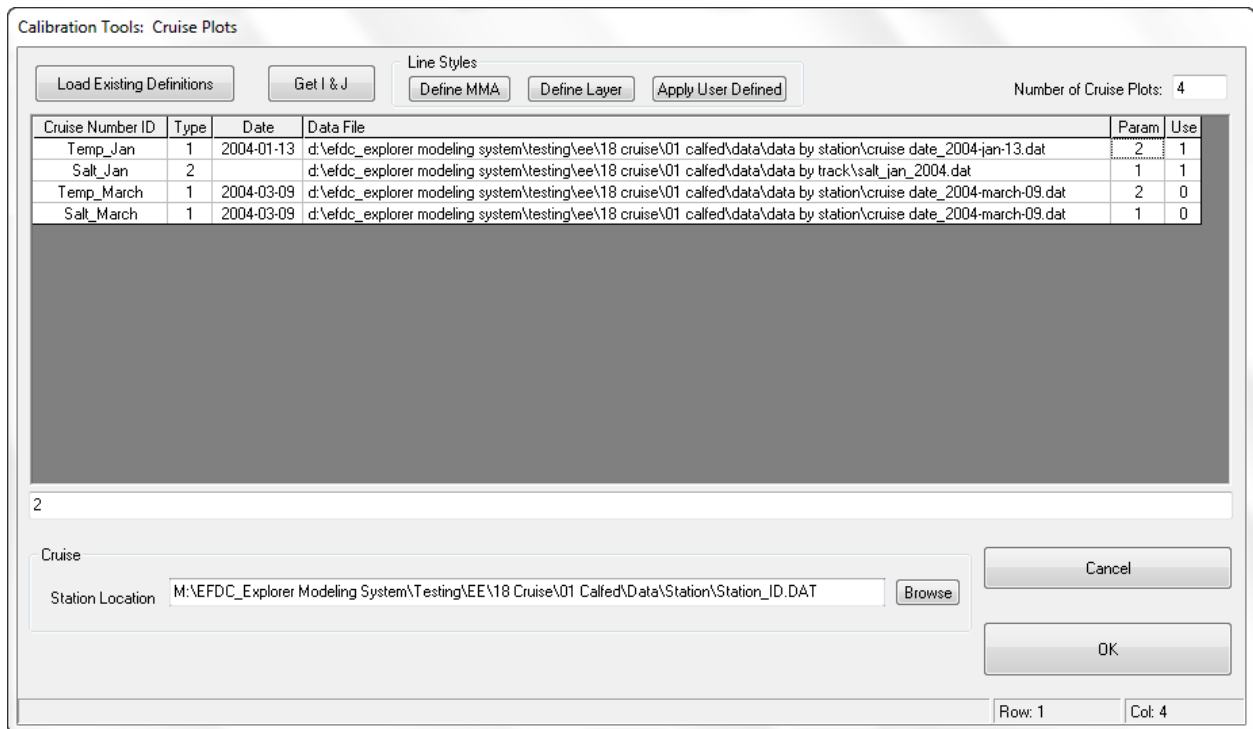 Calibration Tools: Cruise Plots
Load Existing Definitions
Get I & J
Line Styles
Define MMA
Define Layer
Apply User Defined
Number of Cruise Plots: 4
Cruise Number ID Type Date Data File Param Use
Temp_Jan 1 2004-01-13 d:\efdc_explorer modeling system\testing\ee\18 cruise\01 calfed\data\data by station\cruise date_2004-jan-13.dat 2 1
Salt_Jan 2 d:\efdc_explorer modeling system\testing\ee\18 cruise\01 calfed\data\data by track\salt_jan_2004.dat 1 1
Temp_March 1 2004-03-09 d:\efdc_explorer modeling system\testing\ee\18 cruise\01 calfed\data\data by station\cruise date_2004-march-09.dat 2 0
Salt_March 1 2004-03-09 d:\efdc_explorer modeling system\testing\ee\18 cruise\01 calfed\data\data by station\cruise date_2004-march-09.dat 1 0
2
Cruise
Station Location M:\EFDC_Explorer Modeling System\Testing\EE\18 Cruise\01 Calfed\Data\Station\Station_ID.DAT Browse
Cancel
OK
Row: 1 Col: 4